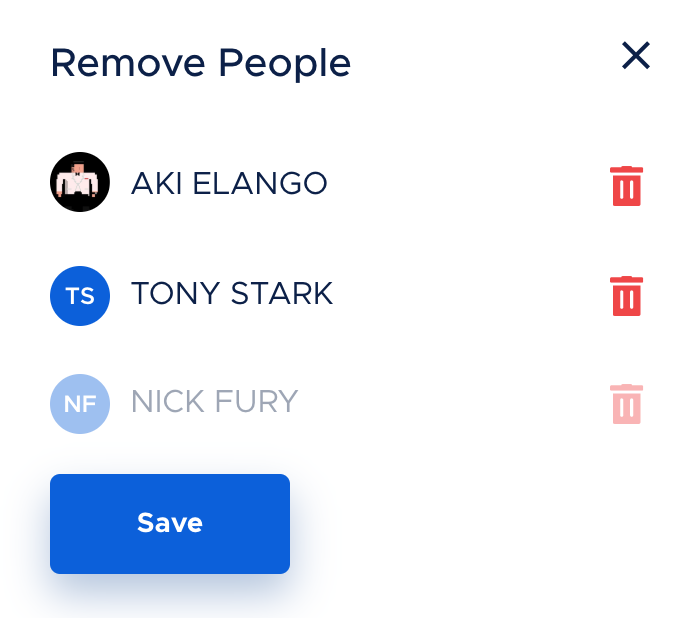 Remove People
AKI ELANGO
TS TONY STARK
NF NICK FURY
Save